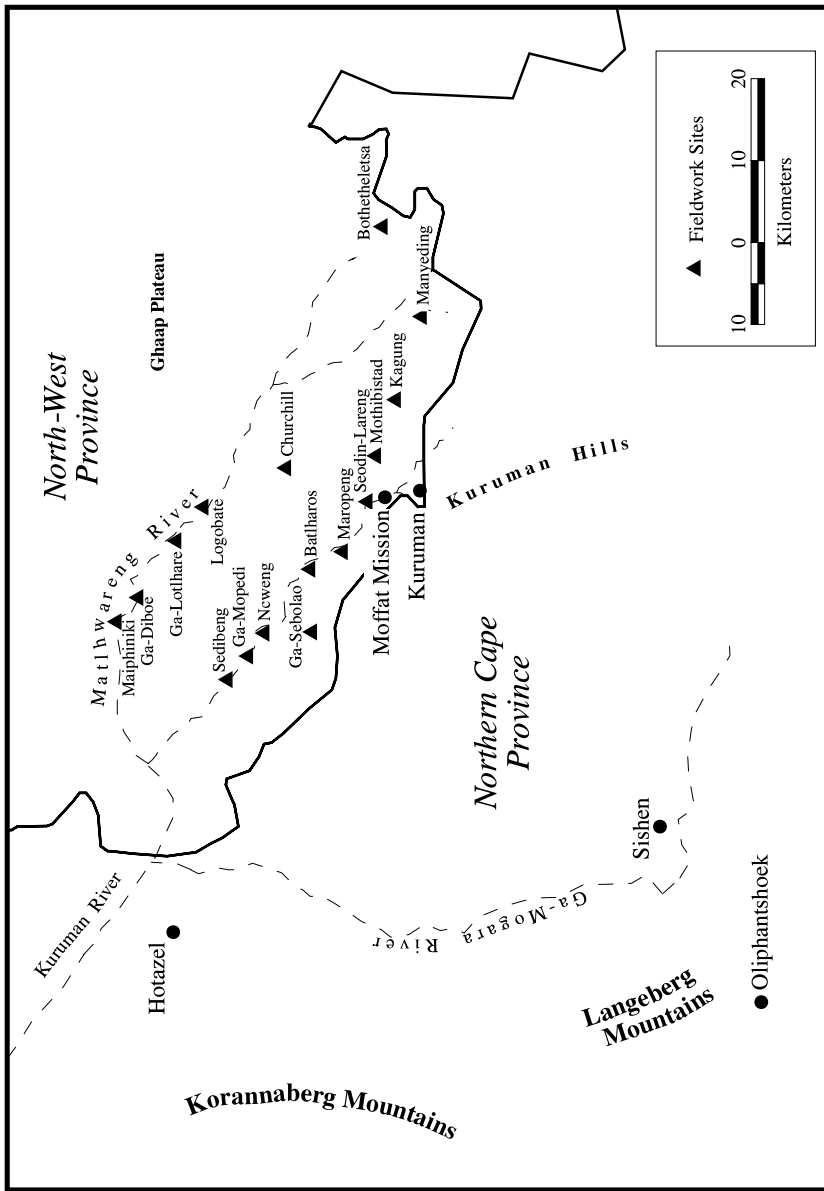 North-West
Province
Ghaap Plateau
Matlhwareng River
Kuruman River
Hotazel
Maiphiniki
Ga-Diboe
Ga-Lotlhare
Logobate
Sedibeng
Ga-Mopedi
Ncweng
Churchill
Ga-Sebolao
Batlharos
Maropeng
Seodin-Lareng
Mothibistad
Kagung
Bothetheletsa
Manyeding
Moffat Mission
Kuruman
Kuruman Hills
Northern Cape
Province
Ga-Mogara River
Korannaberg Mountains
Langeberg
Mountains
Sishen
Oliphantshoek
Fieldwork Sites
10 0 10 20
Kilometers